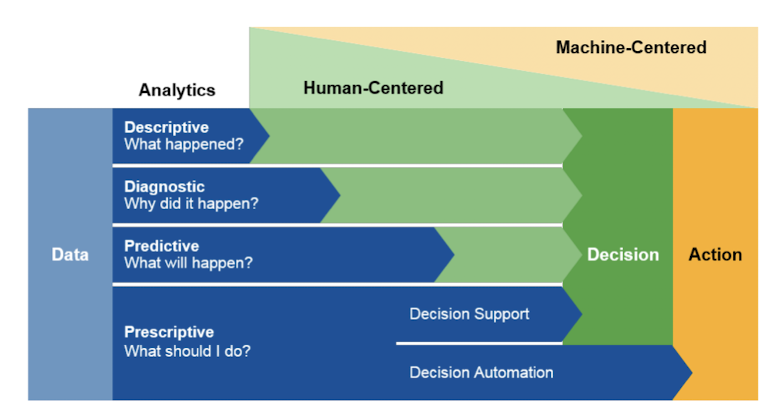 Machine-Centered
Human-Centered
Analytics
Descriptive
What happened?
Diagnostic
Why did it happen?
Predictive
What will happen?
Data
Decision
Action
Decision Support
Prescriptive
What should I do?
Decision Automation